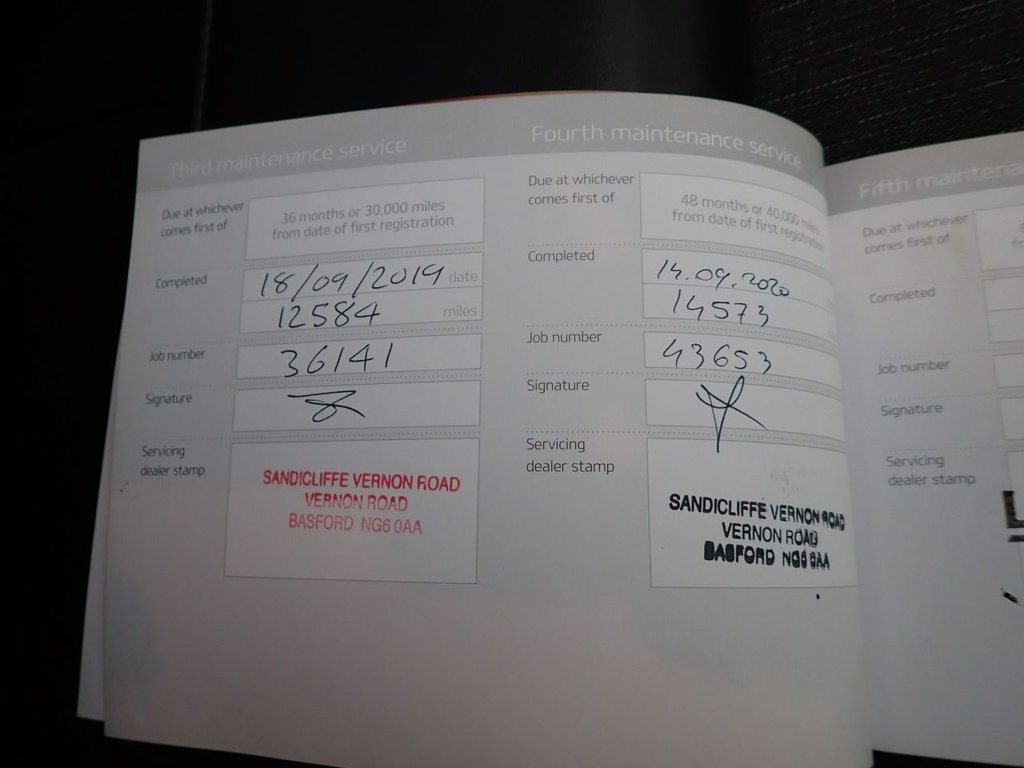 Third maintenance service
Due at whichever
comes first of
36 months or 30,000 miles
from date of first registration
Completed
18/09/2019 date
12584 miles
Job number
36141
Signature
Servicing
dealer stamp
SANDICLIFFE VERNON ROAD
VERNON ROAD
BASFORD NG6 0AA
Fourth maintenance service
Due at whichever
comes first of
48 months or 40,000 miles
from date of first registration
Completed
14.09.2020
14573
Job number
43653
Signature
Servicing
dealer stamp
SANDICLIFFE VERNON ROAD
VERNON ROAD
BASFORD NG6 0AA
Fifth maintena
Due at whichever
comes first of
Completed
Job number
Signature
Servicing
dealer stamp